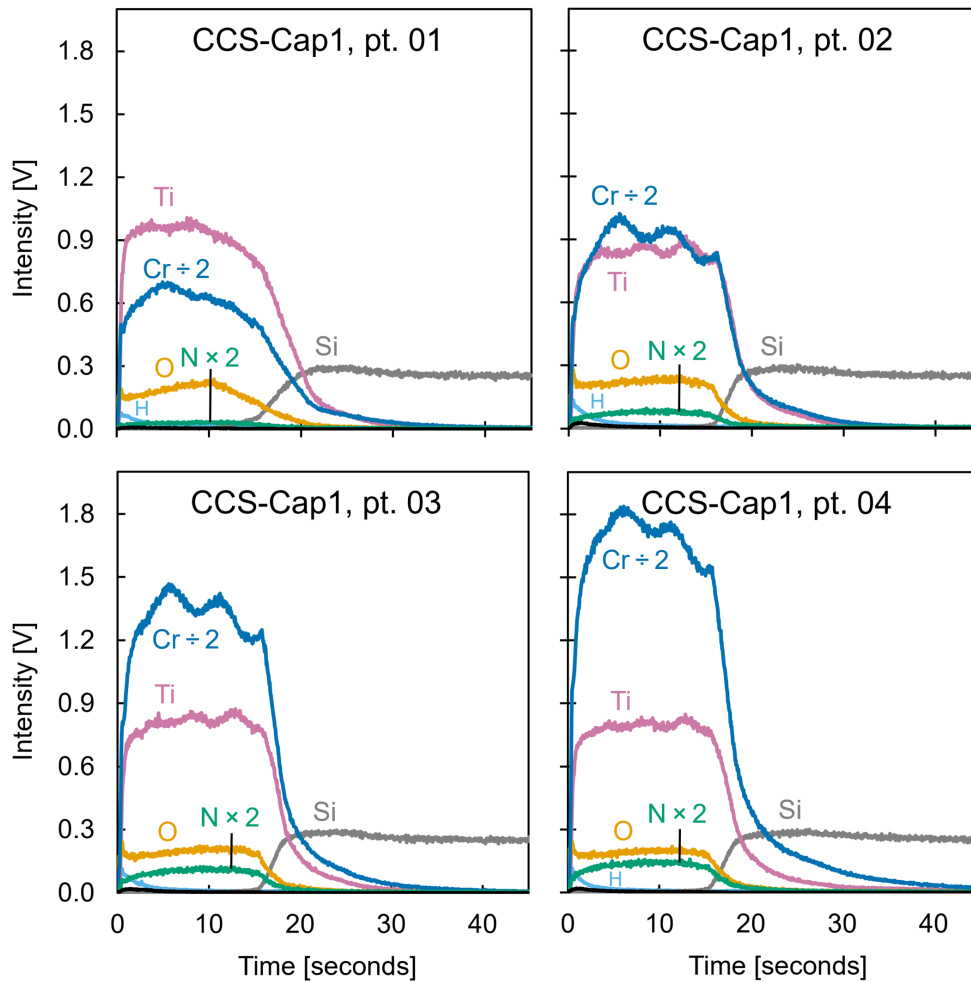 CCS-Cap1, pt. 01
1.8
1.5
1.2
0.9
0.6
0.3
0.0
Intensity [V]
Ti
Cr ÷ 2
O
N × 2
H
Si
CCS-Cap1, pt. 02
Cr ÷ 2
Ti
O
N × 2
H
Si
CCS-Cap1, pt. 03
1.8
1.5
1.2
0.9
0.6
0.3
0.0
Intensity [V]
Cr ÷ 2
Ti
O
N × 2
Si
0 10 20 30 40
Time [seconds]
CCS-Cap1, pt. 04
Cr ÷ 2
Ti
O
N × 2
H
Si
0 10 20 30 40
Time [seconds]